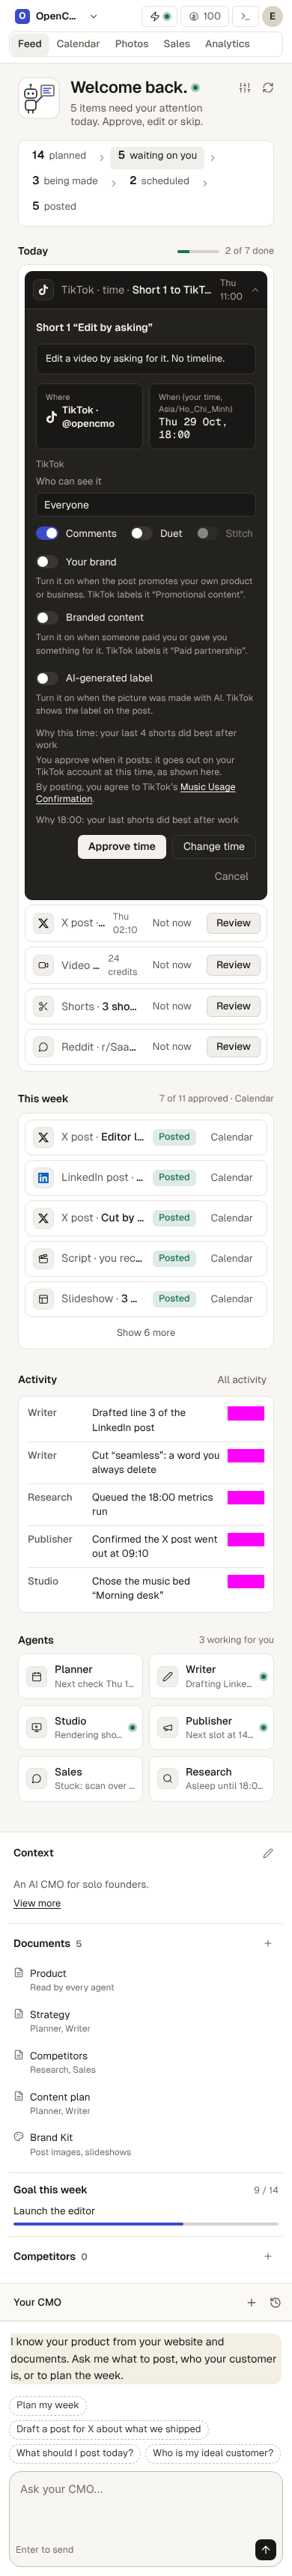 O OpenC... 100 E
Feed Calendar Photos Sales Analytics
Welcome back.
5 items need your attention
today. Approve, edit or skip.
14 planned 5 waiting on you
3 being made 2 scheduled
5 posted
Today 2 of 7 done
TikTok · time · Short 1 to TikT... Thu
11:00
Short 1 “Edit by asking”
Edit a video by asking for it. No timeline.
Where
TikTok ·
@opencmo
When (your time,
Asia/Ho_Chi_Minh)
Thu 29 Oct,
18:00
TikTok
Who can see it
Everyone
Comments Duet Stitch
Your brand
Turn it on when the post promotes your own product
or business. TikTok labels it “Promotional content”.
Branded content
Turn it on when someone paid you or gave you
something for it. TikTok labels it “Paid partnership”.
AI-generated label
Turn it on when the picture was made with AI. TikTok
shows the label on the post.
Why this time: your last 4 shorts did best after
work
You approve when it posts: it goes out on your
TikTok account at this time, as shown here.
By posting, you agree to TikTok's Music Usage
Confirmation.
Why 18:00: your last shorts did best after work
Approve time Change time
Cancel
X post ·... Thu
02:10 Not now Review
Video ... 24
credits Not now Review
Shorts · 3 sho... Not now Review
Reddit · r/Saa... Not now Review
This week 7 of 11 approved · Calendar
X post · Editor l... Posted Calendar
LinkedIn post · ... Posted Calendar
X post · Cut by ... Posted Calendar
Script · you rec... Posted Calendar
Slideshow · 3 ... Posted Calendar
Show 6 more
Activity All activity
Writer Drafted line 3 of the
LinkedIn post
Writer Cut “seamless”: a word you
always delete
Research Queued the 18:00 metrics
run
Publisher Confirmed the X post went
out at 09:10
Studio Chose the music bed
“Morning desk”
Agents 3 working for you
Planner
Next check Thu 1...
Writer
Drafting Linke...
Studio
Rendering sho...
Publisher
Next slot at 14...
Sales
Stuck: scan over ...
Research
Asleep until 18:0...
Context
An AI CMO for solo founders.
View more
Documents 5
Product
Read by every agent
Strategy
Planner, Writer
Competitors
Research, Sales
Content plan
Planner, Writer
Brand Kit
Post images, slideshows
Goal this week 9 / 14
Launch the editor
Competitors 0
Your CMO
I know your product from your website and
documents. Ask me what to post, who your customer
is, or to plan the week.
Plan my week
Draft a post for X about what we shipped
What should I post today? Who is my ideal customer?
Ask your CMO...
Enter to send